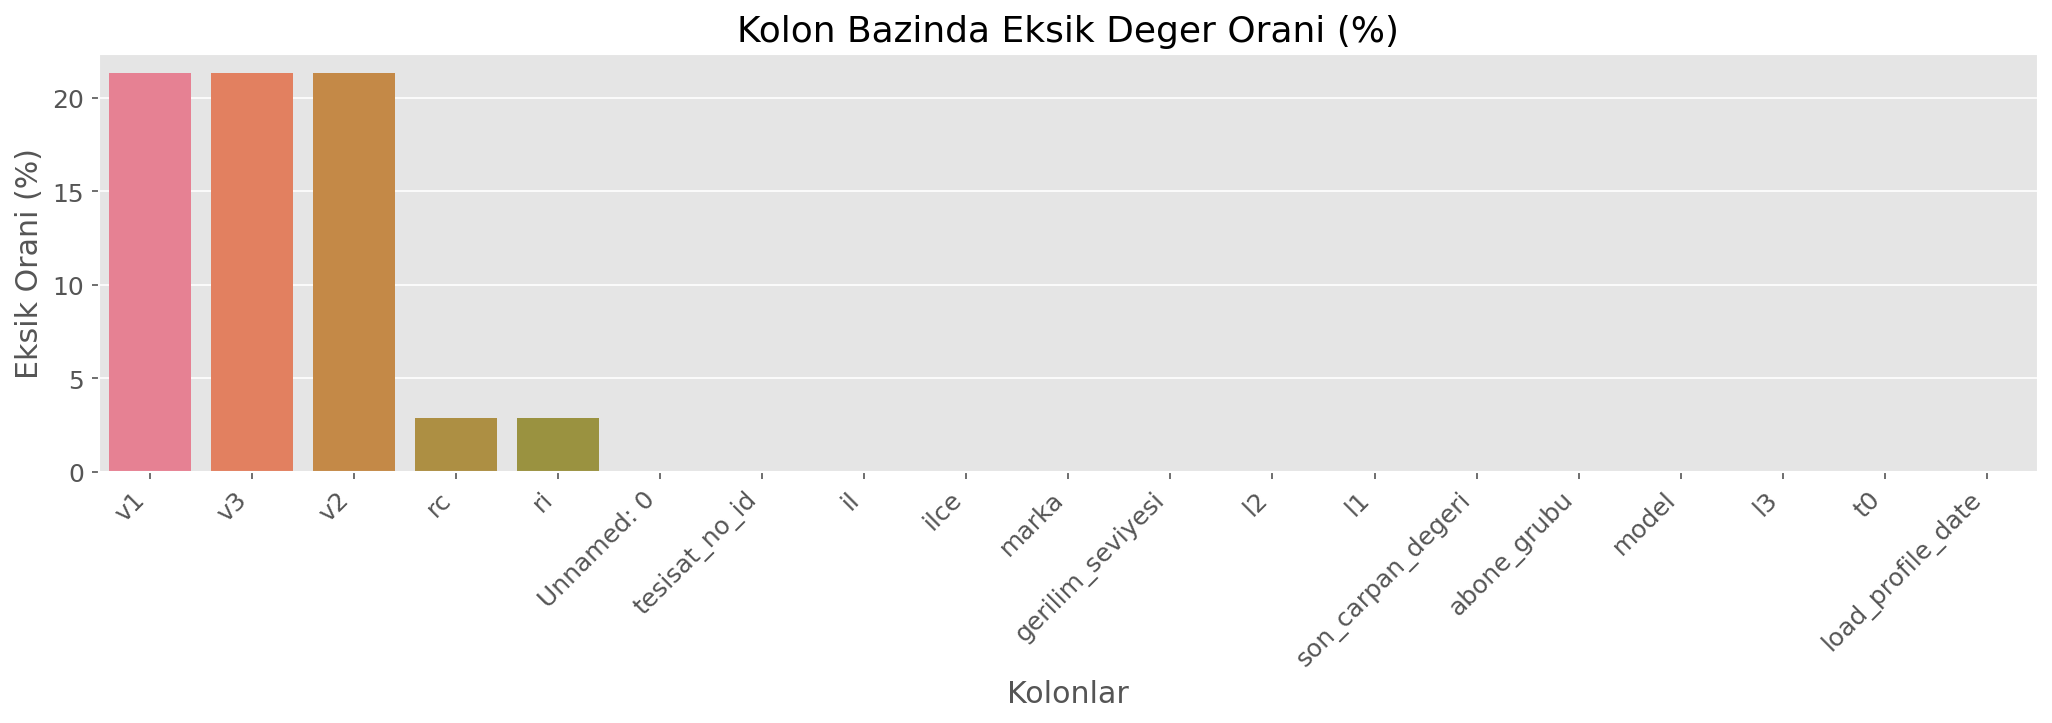 Kolon Bazinda Eksik Deger Orani (%)
Eksik Orani (%)
20
15
10
5
0
v1
v3
v2
rc
ri
Unnamed: 0
tesisat_no_id
il
ilce
marka
gerilim_seviyesi
l2
l1
son_carpan_degeri
abone_grubu
model
l3
t0
load_profile_date
Kolonlar